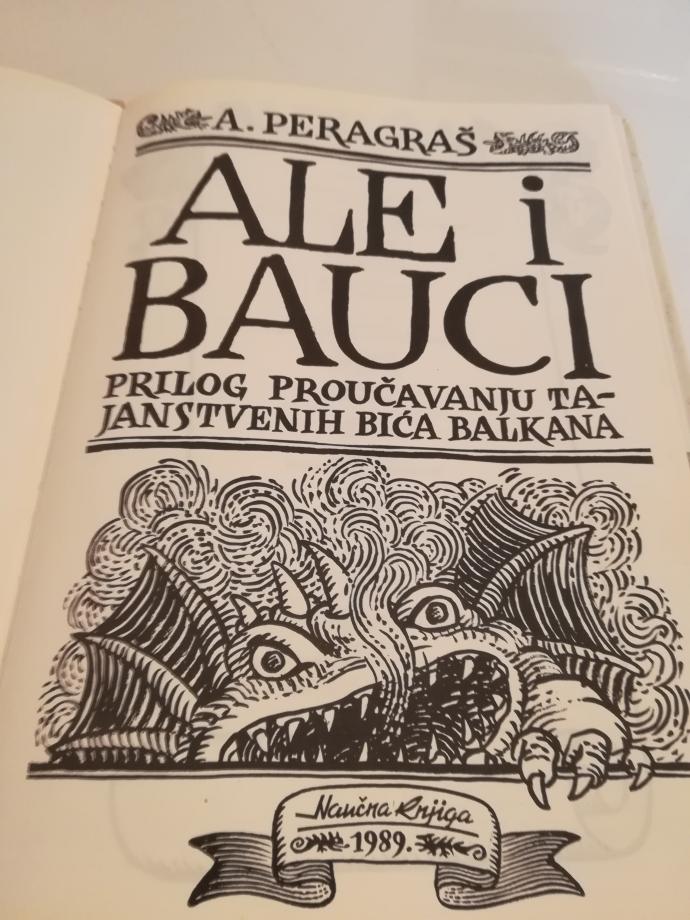 A. PERAGRAŠ
ALE i
BAUCI
PRILOG PROUČAVANJU TA-
JANSTVENIH BIĆA BALKANA
Naučna Knjiga
1989.